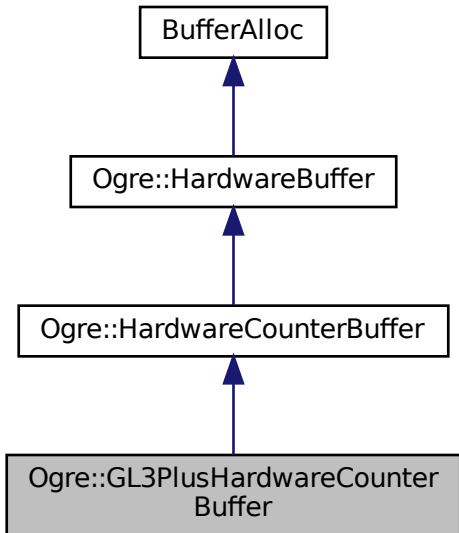 BufferAlloc
Ogre::HardwareBuffer
Ogre::HardwareCounterBuffer
Ogre::GL3PlusHardwareCounter
Buffer